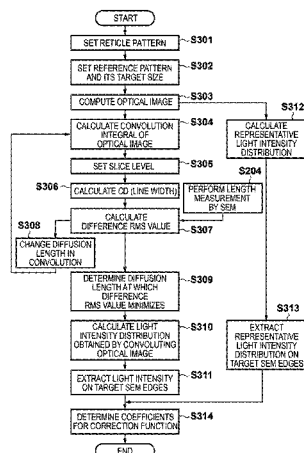 START
SET RETICLE PATTERN
S301
SET REFERENCE PATTERN
AND ITS TARGET SIZE
S302
COMPUTE OPTICAL IMAGE
S303
S312
CALCULATE
REPRESENTATIVE
LIGHT INTENSITY
DISTRIBUTION
CALCULATE CONVOLUTION
INTEGRAL OF
OPTICAL IMAGE
S304
SET SLICE LEVEL
S305
S306
CALCULATE CD (LINE WIDTH)
S204
PERFORM LENGTH
MEASUREMENT
BY SEM
S308
CHANGE DIFFUSION
LENGTH IN
CONVOLUTION
CALCULATE
DIFFERENCE RMS VALUE
S307
DETERMINE DIFFUSION
LENGTH AT WHICH
DIFFERENCE
RMS VALUE MINIMIZES
S309
CALCULATE LIGHT
INTENSITY DISTRIBUTION
OBTAINED BY CONVOLUTING
OPTICAL IMAGE
S310
S313
EXTRACT
REPRESENTATIVE
LIGHT INTENSITY
DISTRIBUTION ON
TARGET SEM EDGES
EXTRACT LIGHT INTENSITY
ON TARGET SEM EDGES
S311
DETERMINE COEFFICIENTS
FOR CORRECTION FUNCTION
S314
END